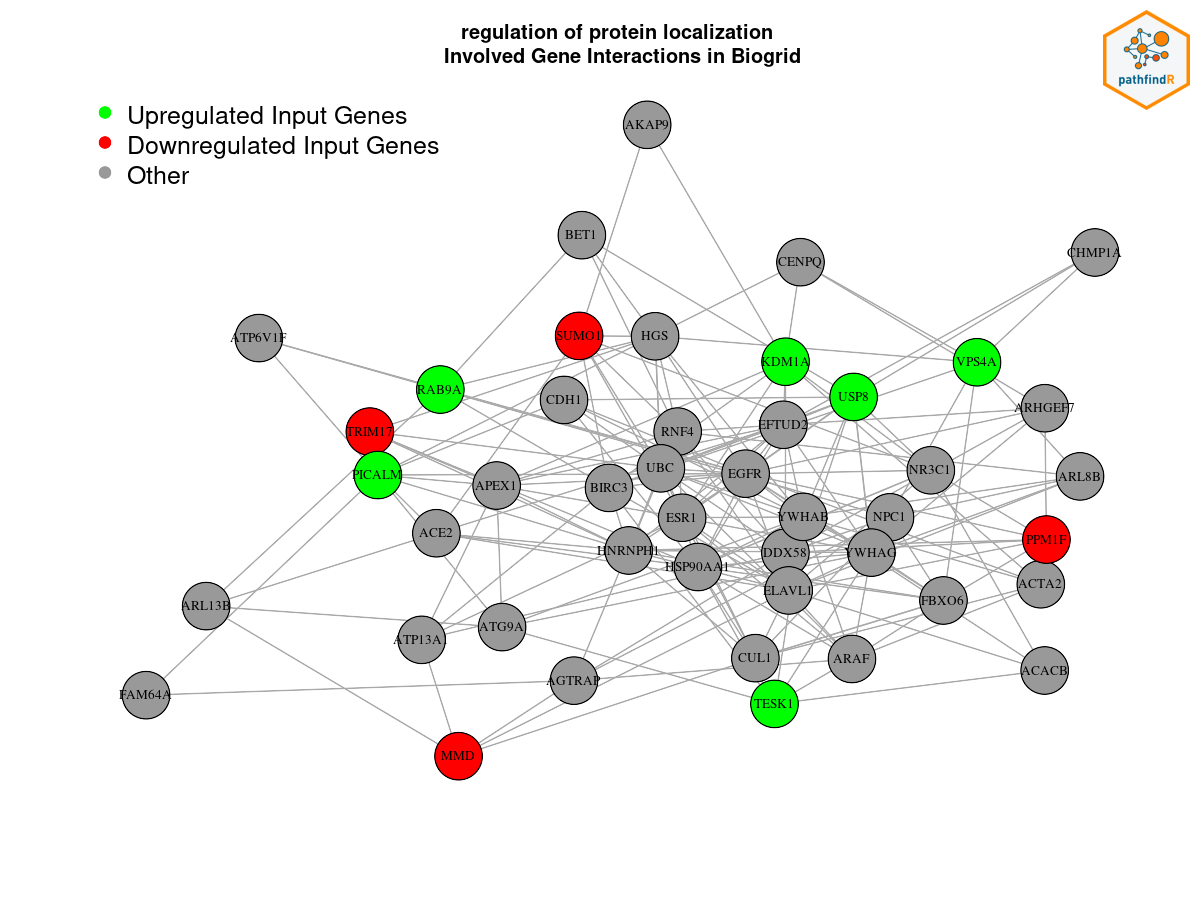 regulation of protein localization
Involved Gene Interactions in Biogrid
pathfindR
Upregulated Input Genes
Downregulated Input Genes
Other
AKAP9
BET1
CENPQ
CHMP1A
ATP6V1F
SUMO1
HGS
KDM1A
VPS4A
RAB9A
CDH1
USP8
ARHGEF7
TRIM17
RNF4
EFTUD2
PICALM
UBC
EGFR
NR3C1
ARL8B
APEX1
BIRC3
ESR1
YWHAB
NPC1
ACE2
HNRNPH1
DDX58
YWHAG
PPM1F
HSP90AA1
ELAVL1
FBXO6
ACTA2
ARL13B
ATP13A1
ATG9A
CUL1
ARAF
ACACB
FAM64A
AGTRAP
TESK1
MMD